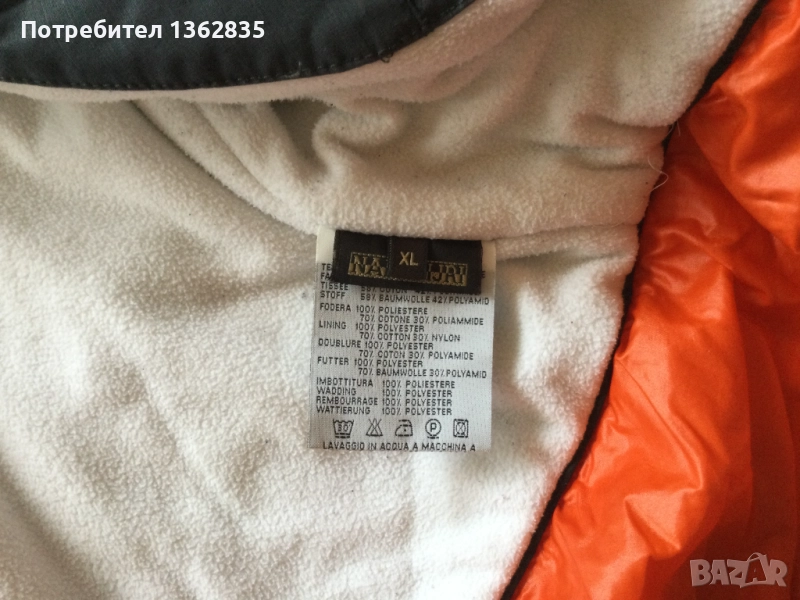 Потребител 1362835
XL
TISSEE
STOFF 58% BAUMWOLLE 42% POLYAMID
FODERA 100% POLIESTERE
70% COTONE 30% POLIAMMIDE
LINING 100% POLYESTER
70% COTTON 30% NYLON
DOUBLURE 100% POLYESTER
70% COTON 30% POLYAMIDE
FUTTER 100% POLYESTER
70% BAUMWOLLE 30% POLYAMID
IMBOTTITURA 100% POLIESTERE
WADDING 100% POLYESTER
REMBOURRAGE 100% POLYESTER
WATTIERUNG 100% POLYESTER
P
LAVAGGIO IN ACQUA A MACCHINA A
BAZAR